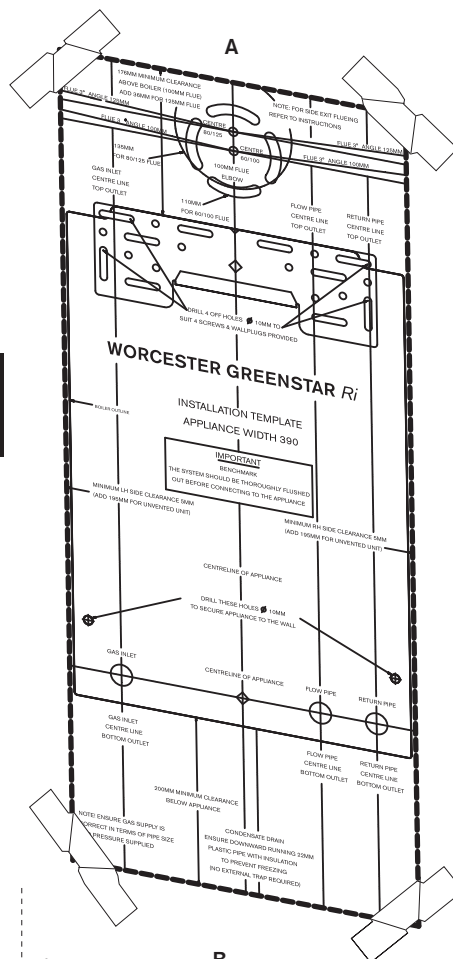 A
176MM MINIMUM CLEARANCE
ABOVE BOILER (100MM FLUE)
ADD 36MM FOR 125MM FLUE
NOTE: FOR SIDE EXIT FLUEING
REFER TO INSTRUCTIONS
FLUE 3° ANGLE 125MM
FLUE 3° ANGLE 100MM
CENTRE
80/125
FLUE 3° ANGLE 125MM
CENTRE
60/100
FLUE 3° ANGLE 100MM
135MM
FOR 80/125 FLUE
100MM FLUE
ELBOW
GAS INLET
CENTRE LINE
TOP OUTLET
110MM
FOR 60/100 FLUE
FLOW PIPE
CENTRE LINE
TOP OUTLET
RETURN PIPE
CENTRE LINE
TOP OUTLET
DRILL 4 OFF HOLES 10MM TO
SUIT 4 SCREWS & WALLPLUGS PROVIDED
WORCESTER GREENSTAR Ri
BOILER OUTLINE
INSTALLATION TEMPLATE
APPLIANCE WIDTH 390
IMPORTANT
BENCHMARK
THE SYSTEM SHOULD BE THOROUGHLY FLUSHED
OUT BEFORE CONNECTING TO THE APPLIANCE
MINIMUM LH SIDE CLEARANCE 5MM
(ADD 195MM FOR UNVENTED UNIT)
MINIMUM RH SIDE CLEARANCE 5MM
(ADD 195MM FOR UNVENTED UNIT)
CENTRELINE OF APPLIANCE
DRILL THESE HOLES 10MM
TO SECURE APPLIANCE TO THE WALL
GAS INLET
CENTRELINE OF APPLIANCE
FLOW PIPE
RETURN PIPE
GAS INLET
CENTRE LINE
BOTTOM OUTLET
FLOW PIPE
CENTRE LINE
BOTTOM OUTLET
RETURN PIPE
CENTRE LINE
BOTTOM OUTLET
200MM MINIMUM CLEARANCE
BELOW APPLIANCE
NOTE! ENSURE GAS SUPPLY IS
CORRECT IN TERMS OF PIPE SIZE
PRESSURE SUPPLIED
CONDENSATE DRAIN
ENSURE DOWNWARD RUNNING 22MM
PLASTIC PIPE WITH INSULATION
TO PREVENT FREEZING
(NO EXTERNAL TRAP REQUIRED)
B